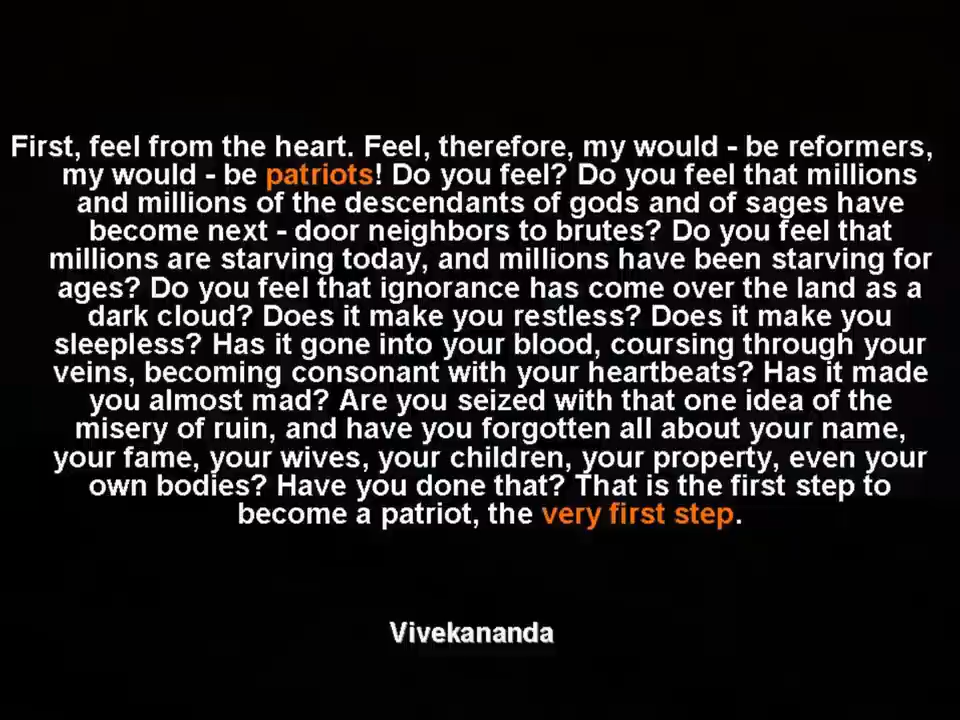 First, feel from the heart. Feel, therefore, my would - be reformers,
my would - be patriots! Do you feel? Do you feel that millions
and millions of the descendants of gods and of sages have
become next - door neighbors to brutes? Do you feel that
millions are starving today, and millions have been starving for
ages? Do you feel that ignorance has come over the land as a
dark cloud? Does it make you restless? Does it make you
sleepless? Has it gone into your blood, coursing through your
veins, becoming consonant with your heartbeats? Has it made
you almost mad? Are you seized with that one idea of the
misery of ruin, and have you forgotten all about your name,
your fame, your wives, your children, your property, even your
own bodies? Have you done that? That is the first step to
become a patriot, the very first step.
Vivekananda